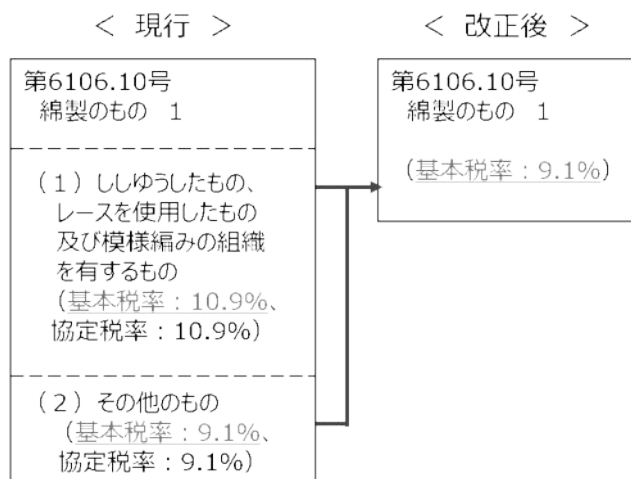 ＜ 現行 ＞
第6106.10号
綿製のもの 1
（1）ししゆうしたもの、
レースを使用したもの
及び模様編みの組織
を有するもの
（基本税率：10.9%、
協定税率：10.9%）
（2）その他のもの
（基本税率：9.1%、
協定税率：9.1%）
＜ 改正後 ＞
第6106.10号
綿製のもの 1
（基本税率：9.1%）